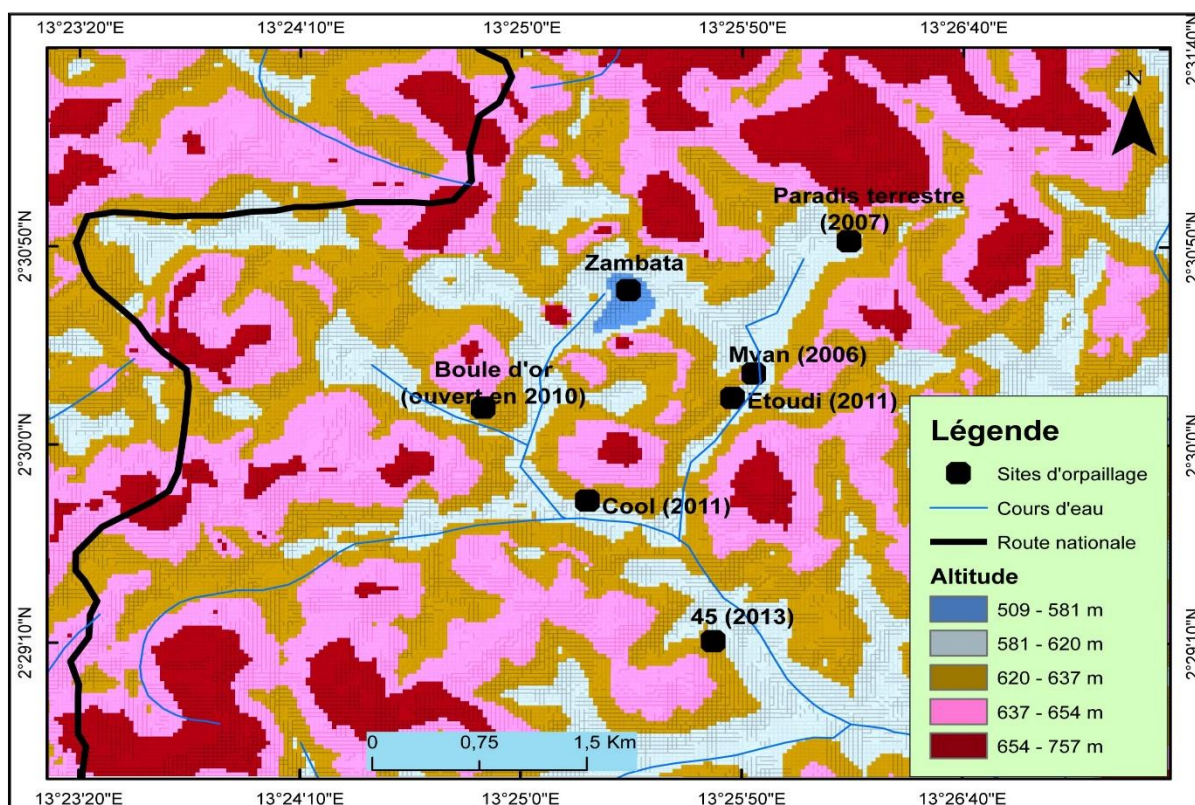 13°23'20"E 13°24'10"E 13°25'0"E 13°25'50"E 13°26'40"E
2°31'40"N
N
Paradis terrestre
(2007)
2°30'50"N 2°30'50"N
Zambata
Mvan (2006)
Boule d'or
(ouvert en 2010)
Etoudi (2011)
2°30'0"N 2°30'0"N
Cool (2011)
45 (2013)
2°29'10"N 2°29'10"N
Légende
Sites d'orpaillage
Cours d'eau
Route nationale
Altitude
509 - 581 m
581 - 620 m
620 - 637 m
637 - 654 m
654 - 757 m
0 0,75 1,5 Km
13°23'20"E 13°24'10"E 13°25'0"E 13°25'50"E 13°26'40"E